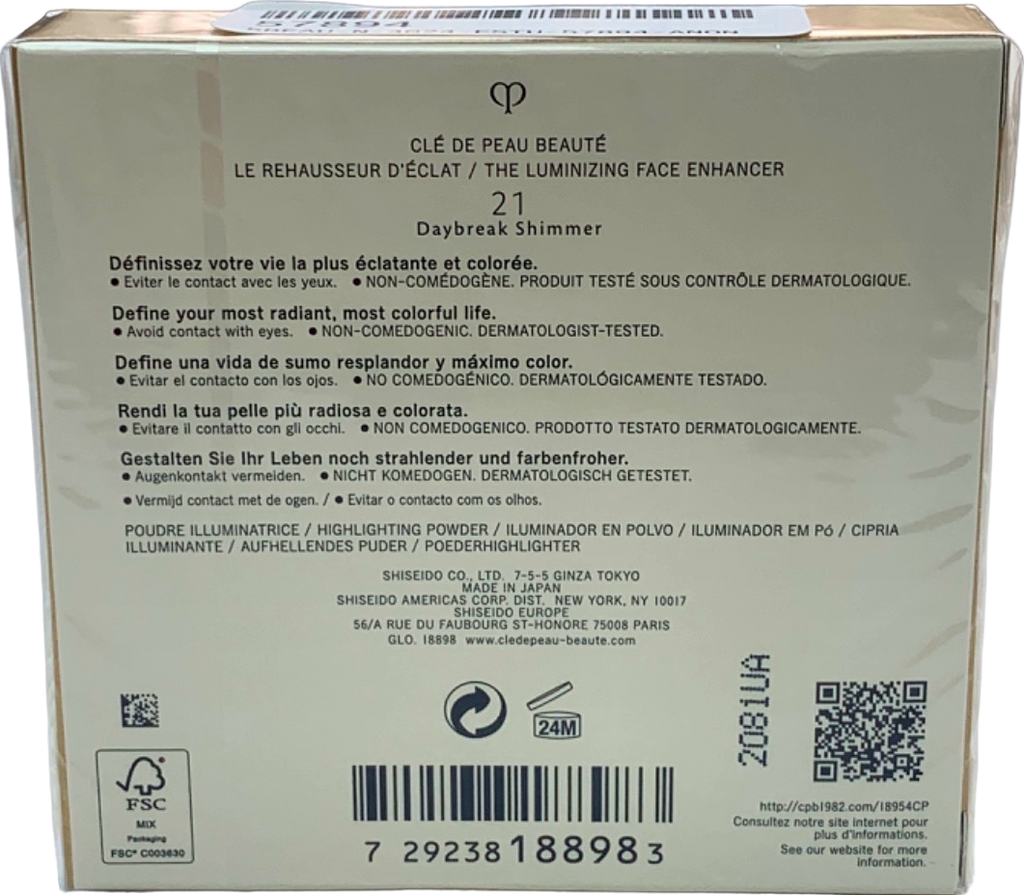 57894
CLÉ DE PEAU BEAUTÉ
LE REHAUSSEUR D'ÉCLAT / THE LUMINIZING FACE ENHANCER
21
Daybreak Shimmer
Définissez votre vie la plus éclatante et colorée.
● Eviter le contact avec les yeux. ● NON-COMÉDOGÈNE. PRODUIT TESTÉ SOUS CONTRÔLE DERMATOLOGIQUE.
Define your most radiant, most colorful life.
● Avoid contact with eyes. ● NON-COMEDOGENIC. DERMATOLOGIST-TESTED.
Define una vida de sumo resplandor y máximo color.
● Evitar el contacto con los ojos. ● NO COMEDOGÉNICO. DERMATOLÓGICAMENTE TESTADO.
Rendi la tua pelle più radiosa e colorata.
● Evitare il contatto con gli occhi. ● NON COMEDOGENICO. PRODOTTO TESTATO DERMATOLOGICAMENTE.
Gestalten Sie Ihr Leben noch strahlender und farbenfroher.
● Augenkontakt vermeiden. ● NICHT KOMEDOGEN. DERMATOLOGISCH GETESTET.
● Vermijd contact met de ogen. / ● Evitar o contacto com os olhos.
POUDRE ILLUMINATRICE / HIGHLIGHTING POWDER / ILUMINADOR EN POLVO / ILUMINADOR EM PÓ / CIPRIA
ILLUMINANTE / AUFHELLENDES PUDER / POEDERHIGHLIGHTER
SHISEIDO CO., LTD. 7-5-5 GINZA TOKYO
MADE IN JAPAN
SHISEIDO AMERICAS CORP. DIST. NEW YORK, NY 10017
SHISEIDO EUROPE
56/A RUE DU FAUBOURG ST-HONORE 75008 PARIS
GLO. 18898 www.cledepeau-beaute.com
24M
2081UA
FSC
MIX
Packaging
FSC® C003630
7 29238 18898 3
http://cpb1982.com/18954CP
Consultez notre site internet pour
plus d'informations.
See our website for more
information.